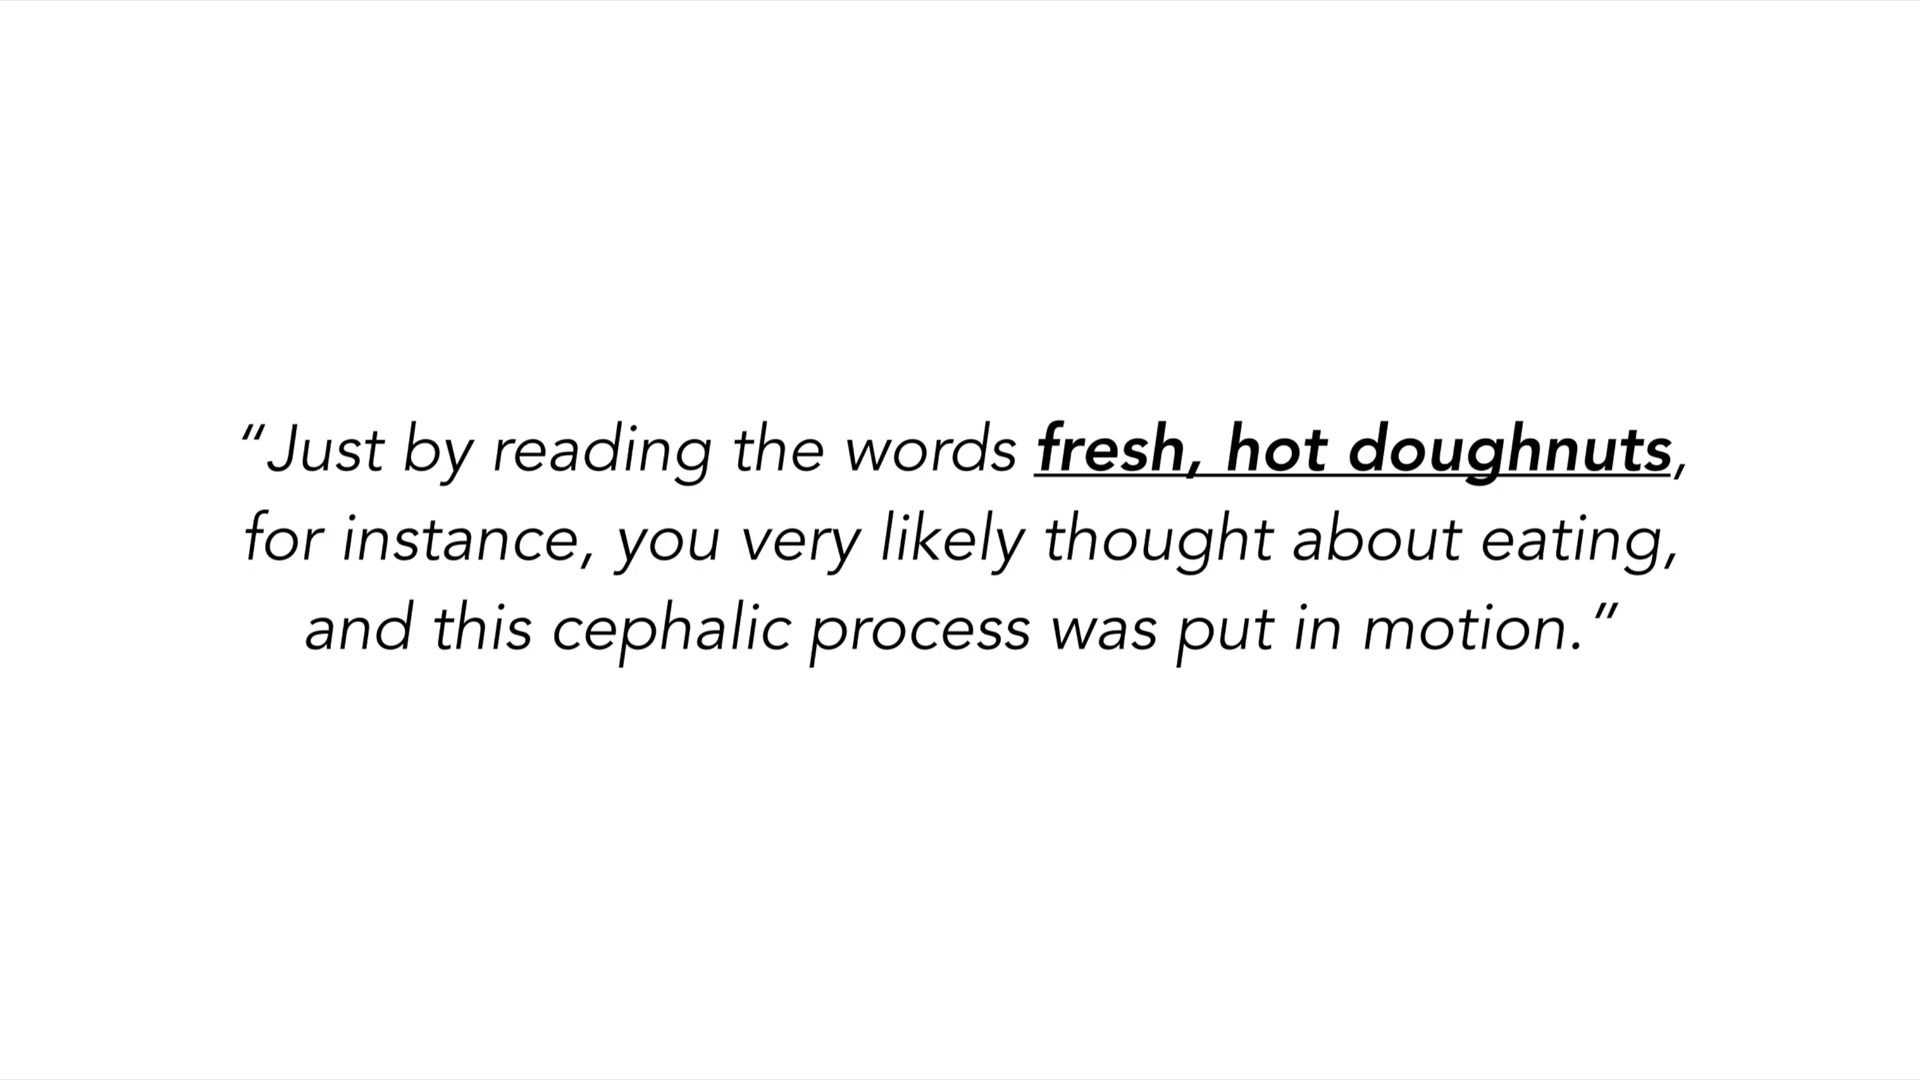 “Just by reading the words fresh, hot doughnuts,
for instance, you very likely thought about eating,
and this cephalic process was put in motion.”